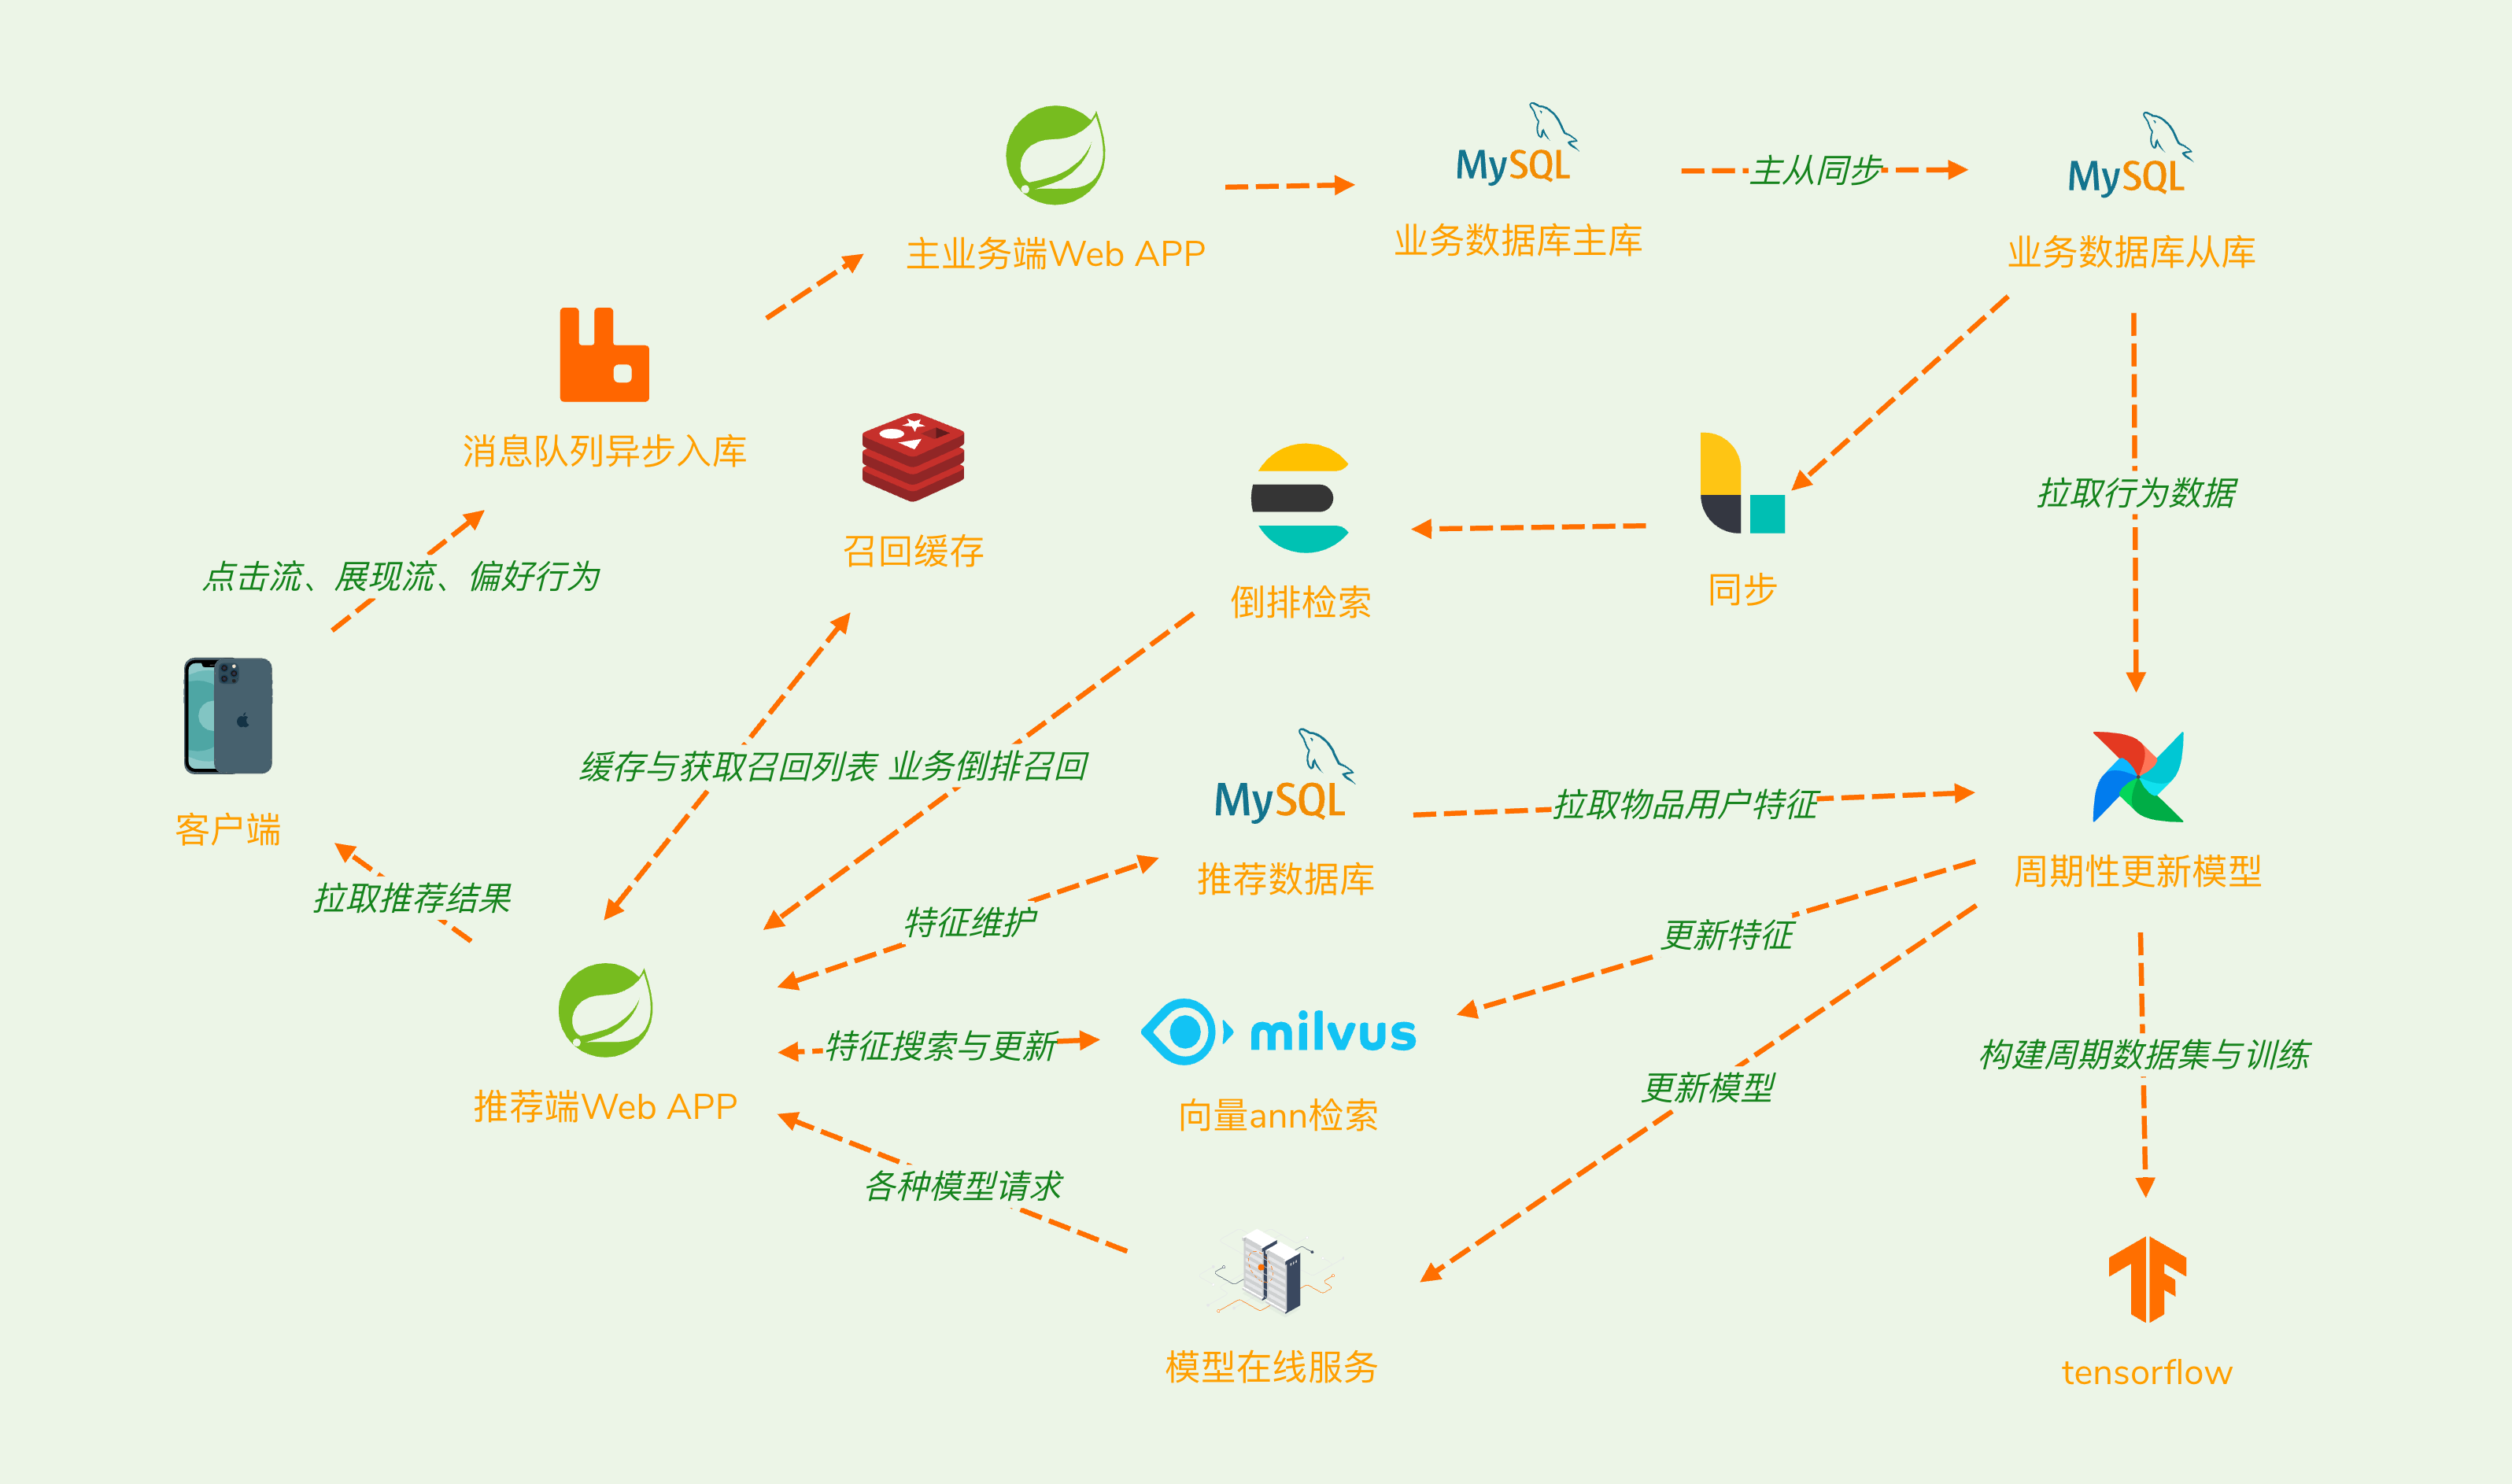 主业务端Web APP
MySQL
业务数据库主库
主从同步
MySQL
业务数据库从库
消息队列异步入库
召回缓存
倒排检索
同步
拉取行为数据
点击流、展现流、偏好行为
客户端
缓存与获取召回列表 业务倒排召回
MySQL
推荐数据库
拉取物品用户特征
周期性更新模型
拉取推荐结果
特征维护
更新特征
推荐端Web APP
特征搜索与更新
milvus
向量ann检索
更新模型
构建周期数据集与训练
各种模型请求
模型在线服务
tensorflow